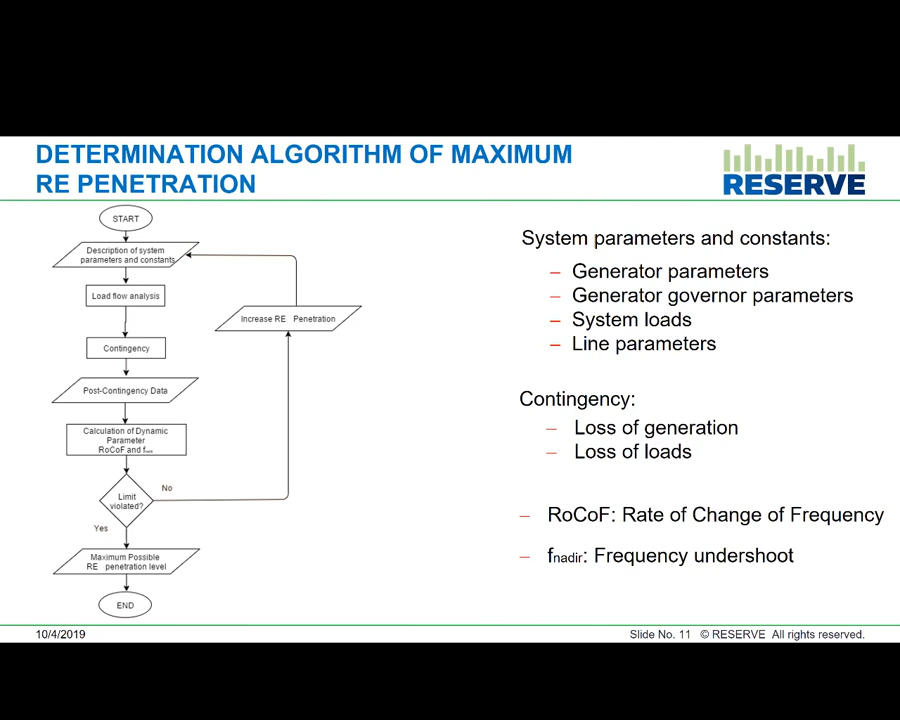 DETERMINATION ALGORITHM OF MAXIMUM
RE PENETRATION
RESERVE
START
Description of system
parameters and constants
Load flow analysis
Increase RE Penetration
Contingency
Post-Contingency Data
Calculation of Dynamic
Parameter
RoCoF and fnadir
Limit
violated?
No
Yes
Maximum Possible
RE penetration level
END
System parameters and constants:
– Generator parameters
– Generator governor parameters
– System loads
– Line parameters
Contingency:
– Loss of generation
– Loss of loads
– RoCoF: Rate of Change of Frequency
– fnadir: Frequency undershoot
10/4/2019
Slide No. 11 © RESERVE All rights reserved.